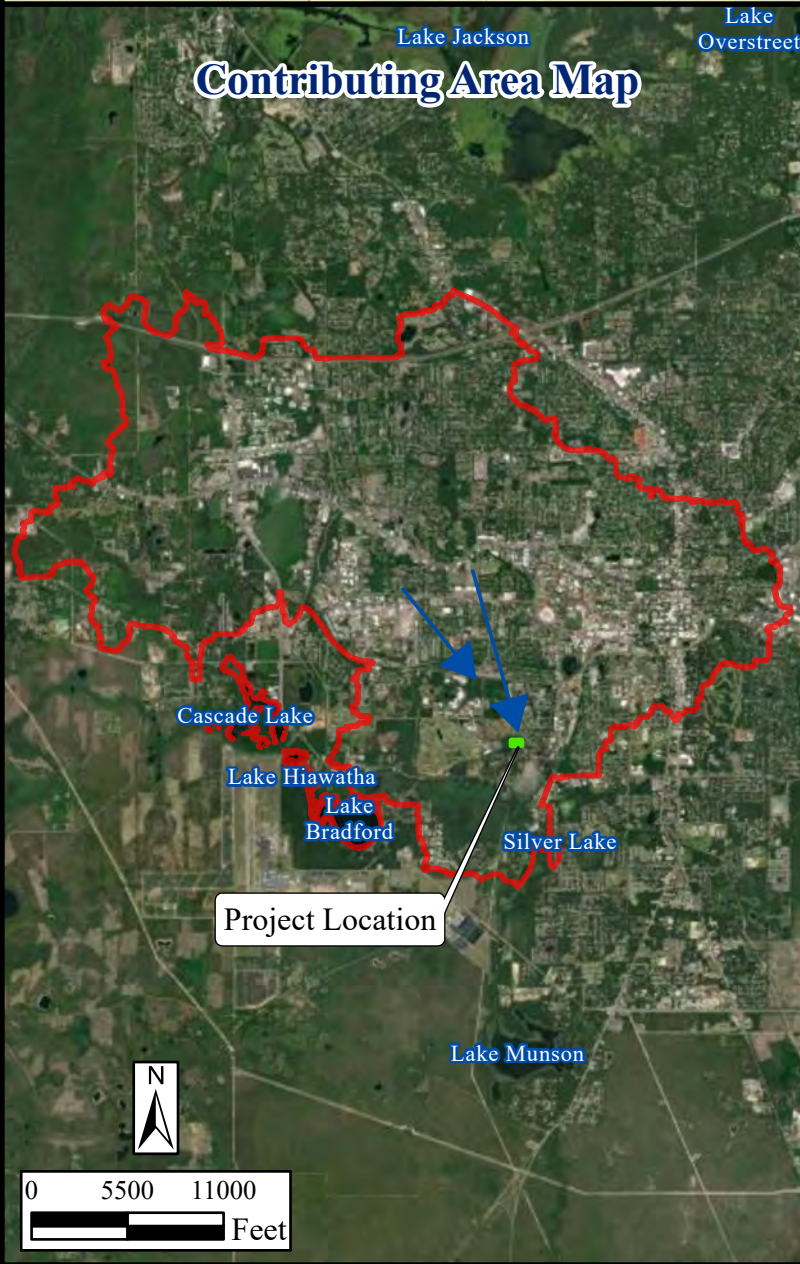 Lake Jackson
Lake
Overstreet
Contributing Area Map
Cascade Lake
Lake Hiawatha
Lake
Bradford
Silver Lake
Project Location
Lake Munson
N
0 5500 11000
Feet